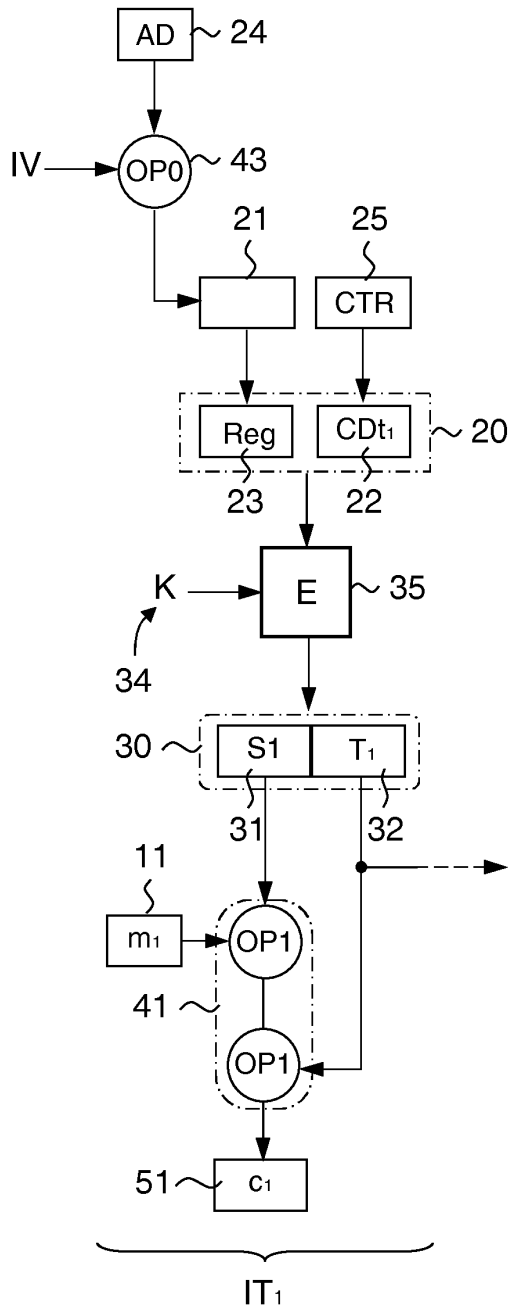 AD 24
IV OP0 43
21 25
CTR
Reg CDt₁ 20
23 22
K E 35
34
30 S1 T₁
31 32
11
m₁ OP1
41
OP1
51 c₁
IT₁